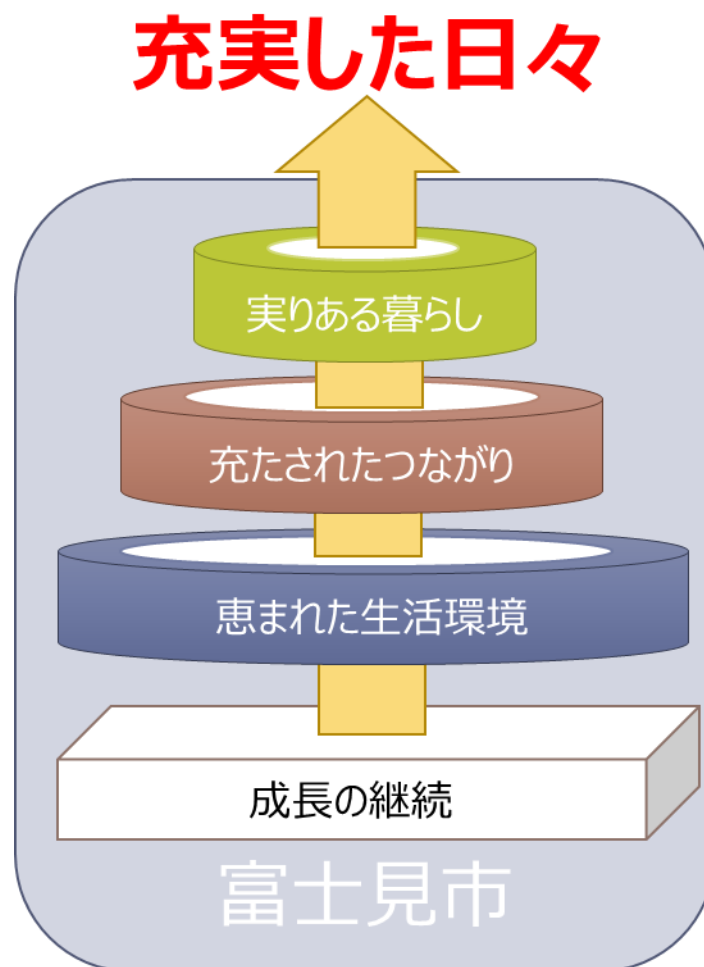 充実した日々
実りある暮らし
充たされたつながり
恵まれた生活環境
成長の継続
富士見市